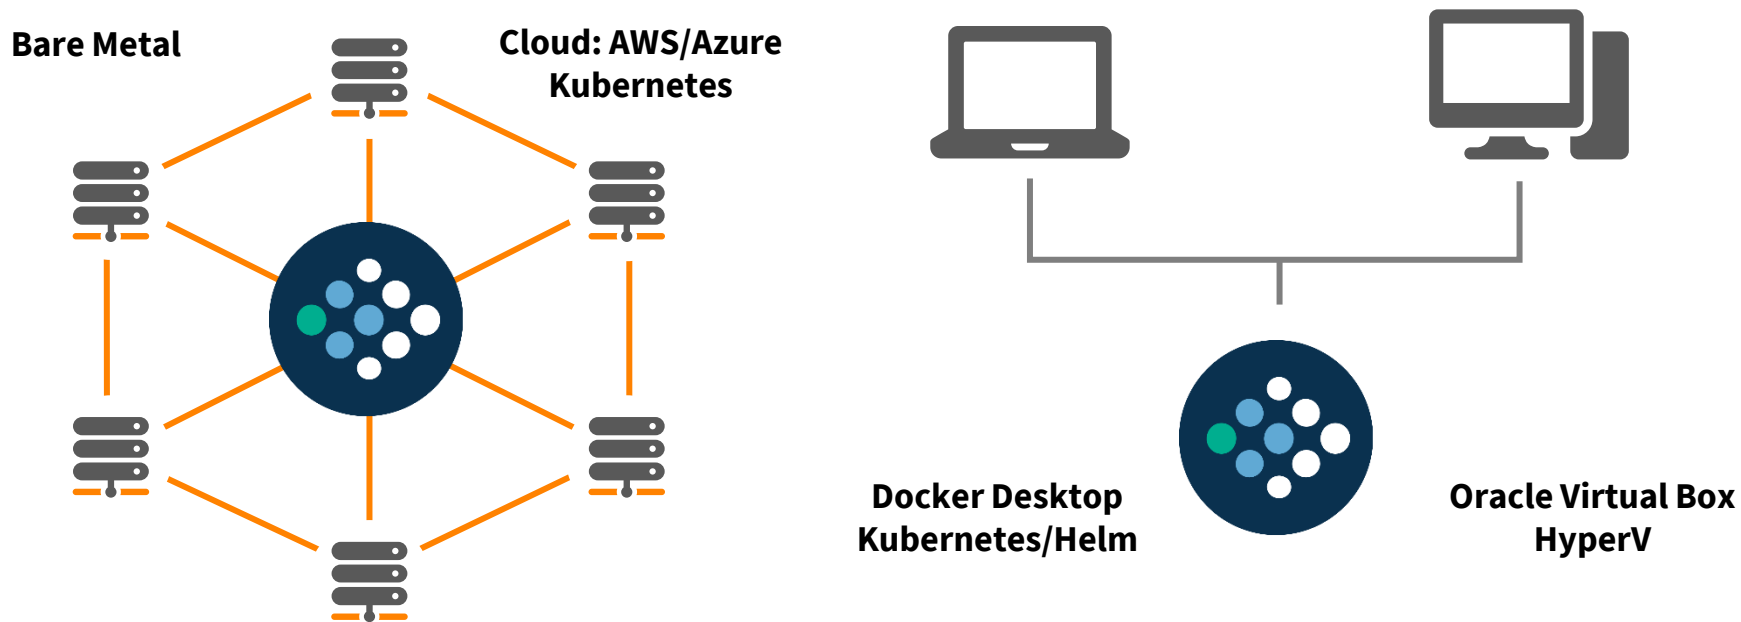 Bare Metal
Cloud: AWS/Azure
Kubernetes
Docker Desktop
Kubernetes/Helm
Oracle Virtual Box
HyperV